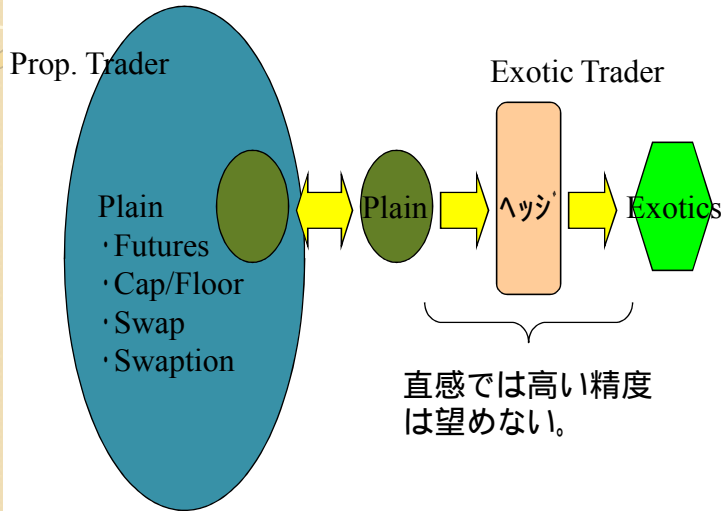 Prop. Trader
Exotic Trader
Plain
・Futures
・Cap/Floor
・Swap
・Swaption
Plain
ヘッジ
Exotics
直感では高い精度
は望めない。